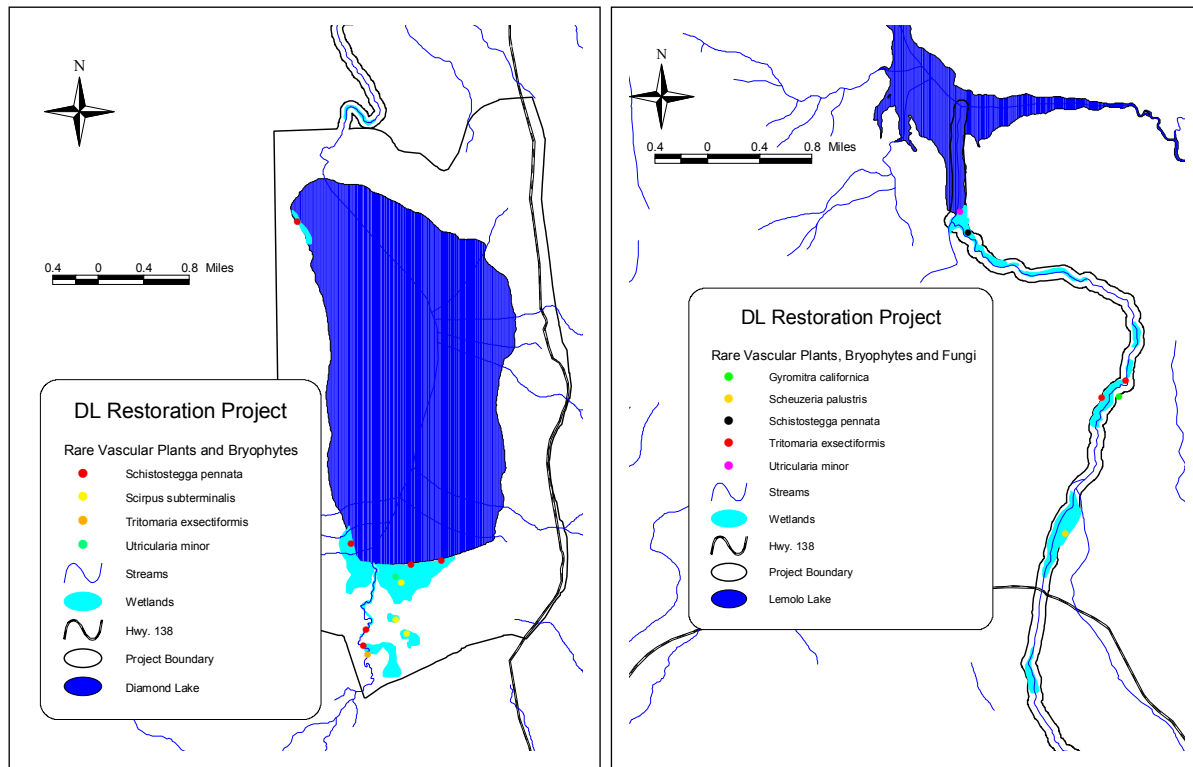 N
0.4 0 0.4 0.8 Miles
DL Restoration Project
Rare Vascular Plants and Bryophytes
Schistostegga pennata
Scirpus subterminalis
Tritomaria exsectiformis
Utricularia minor
Streams
Wetlands
Hwy. 138
Project Boundary
Diamond Lake
N
0.4 0 0.4 0.8 Miles
DL Restoration Project
Rare Vascular Plants, Bryophytes and Fungi
Gyromitra californica
Scheuzeria palustris
Schistostegga pennata
Tritomaria exsectiformis
Utricularia minor
Streams
Wetlands
Hwy. 138
Project Boundary
Lemolo Lake